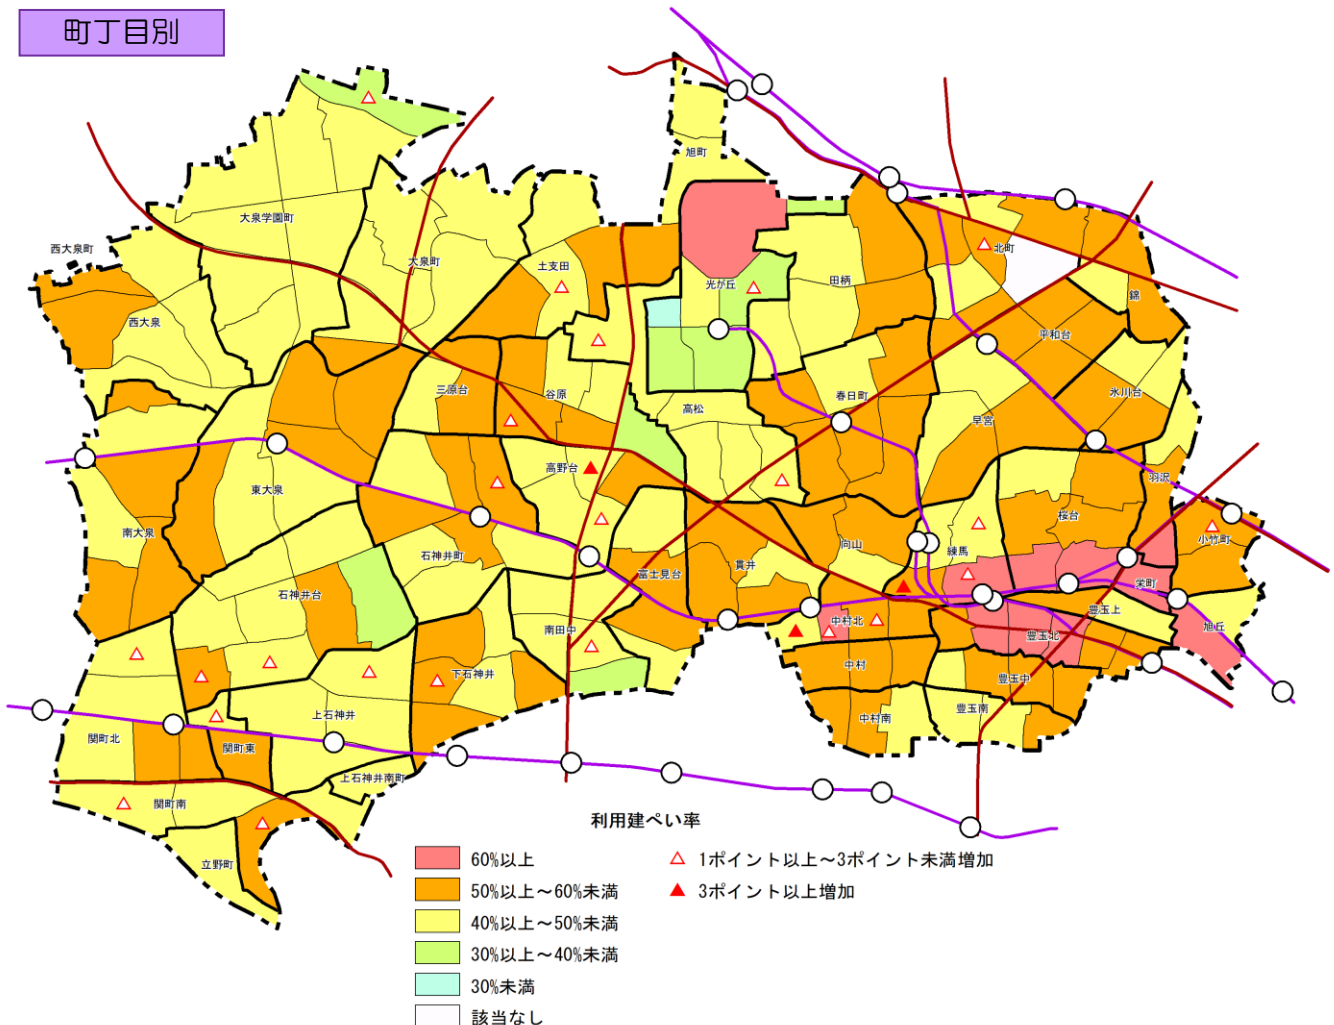 町丁目別
旭町
大泉学園町
西大泉町
大泉町
土支田
北町
光が丘
田柄
錦
西大泉
平和台
三原台
谷原
春日町
氷川台
高松
早宮
高野台
羽沢
東大泉
南大泉
桜台
小竹町
石神井町
向山
練馬
貫井
富士見台
栄町
石神井台
豊玉上
中村北
旭丘
南田中
豊玉北
中村
下石神井
豊玉中
上石神井
豊玉南
中村南
関町北
関町東
上石神井南町
関町南
立野町
利用建ぺい率
60%以上
50%以上～60%未満
40%以上～50%未満
30%以上～40%未満
30%未満
該当なし
1ポイント以上～3ポイント未満増加
3ポイント以上増加